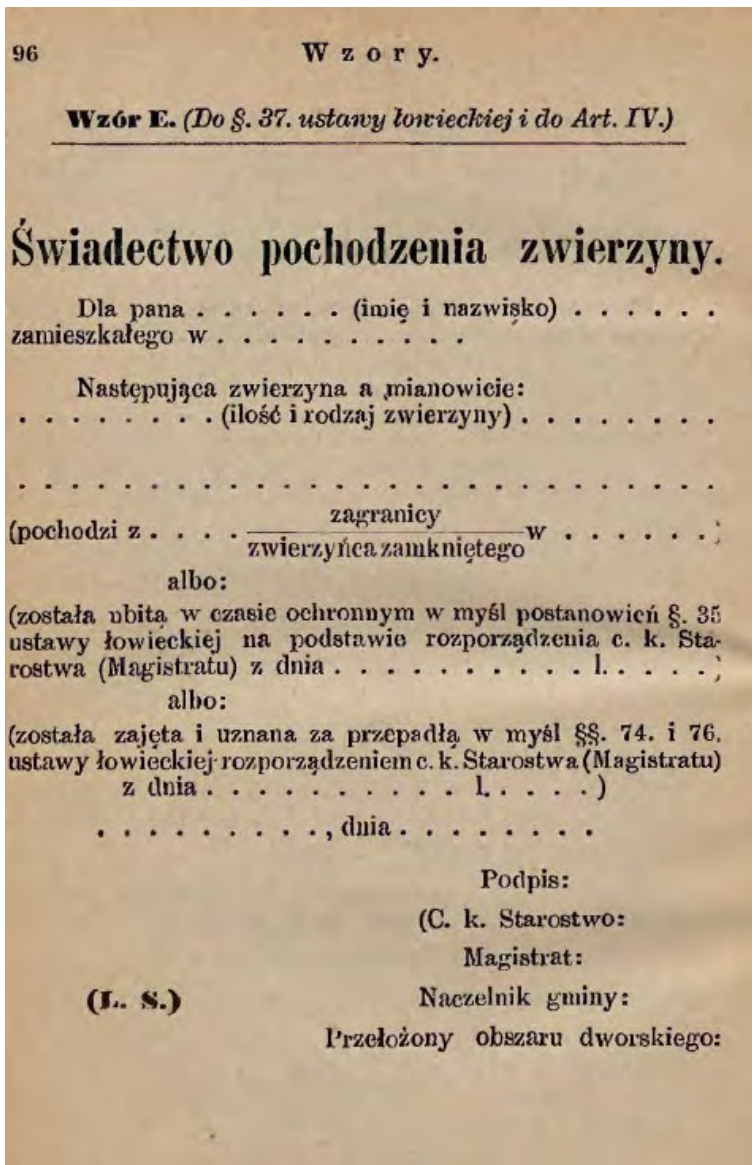 96 Wzory.
Wzór E. (Do §. 37. ustawy łowieckiej i do Art. IV.)
Świadectwo pochodzenia zwierzyny.
Dla pana . . . . . . (imię i nazwisko) . . . . . .
zamieszkałego w . . . . . . . . . .
Następująca zwierzyna a mianowicie:
. . . . . . . . (ilość i rodzaj zwierzyny) . . . . . . . .
. . . . . . . . . . . . . . . . . . . . . . . . . . . .
zagranicy
(pochodzi z . . . . w . . . . . . ;
zwierzyńca zamkniętego
albo:
(została ubita w czasie ochronnym w myśl postanowień §. 35
ustawy łowieckiej na podstawie rozporządzenia c. k. Sta-
rostwa (Magistratu) z dnia . . . . . . . . . . . l. . . . . ;
albo:
(została zajęta i uznana za przepadłą w myśl §§. 74. i 76.
ustawy łowieckiej rozporządzeniem c. k. Starostwa (Magistratu)
z dnia . . . . . . . . . . l. . . . . )
. . . . . . . . . , dnia . . . . . . . .
Podpis:
(C. k. Starostwo:
Magistrat:
(L. S.) Naczelnik gminy:
Przełożony obszaru dworskiego: